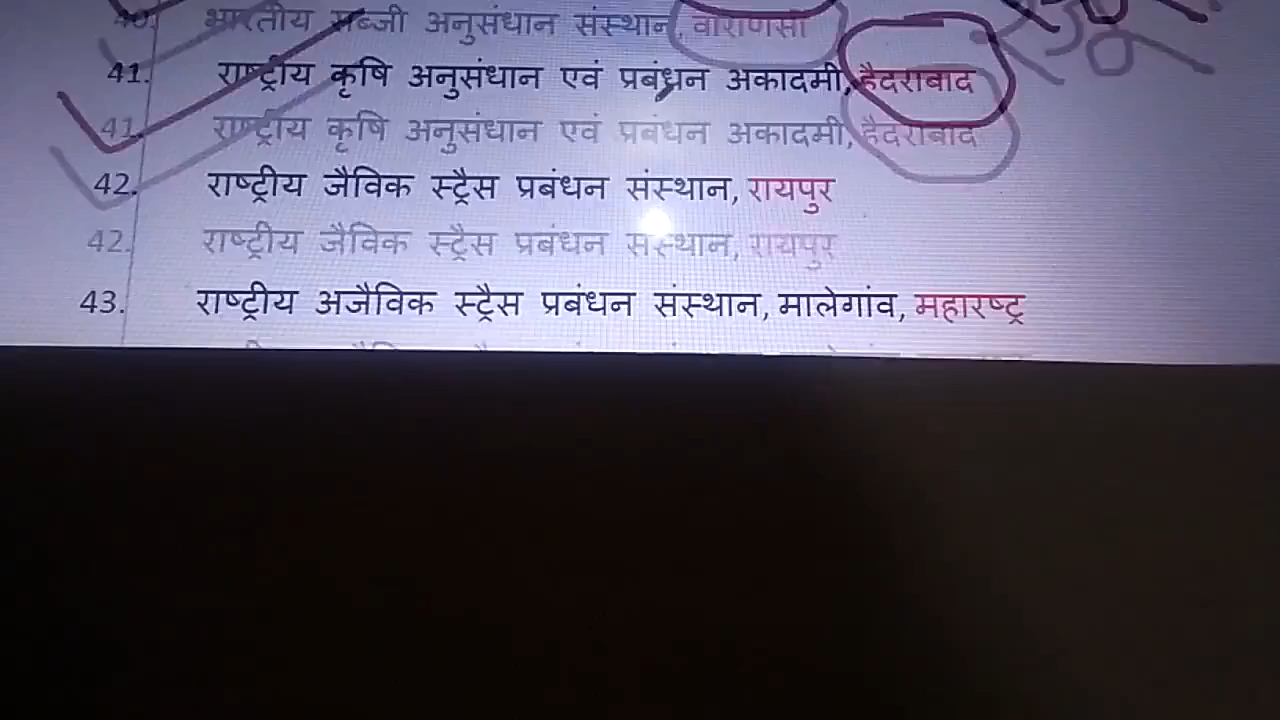 40. भारतीय सब्जी अनुसंधान संस्थान, वाराणसी
41. राष्ट्रीय कृषि अनुसंधान एवं प्रबंधन अकादमी, हैदराबाद
41. राष्ट्रीय कृषि अनुसंधान एवं प्रबंधन अकादमी, हैदराबाद
42. राष्ट्रीय जैविक स्ट्रैस प्रबंधन संस्थान, रायपुर
42. राष्ट्रीय जैविक स्ट्रैस प्रबंधन संस्थान, रायपुर
43. राष्ट्रीय अजैविक स्ट्रैस प्रबंधन संस्थान, मालेगांव, महारष्ट्र